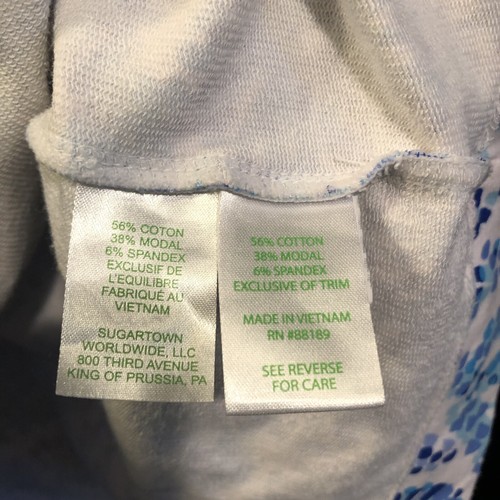 56% COTON
38% MODAL
6% SPANDEX
EXCLUSIF DE
L'EQUILIBRE
FABRIQUÉ AU
VIETNAM
SUGARTOWN
WORLDWIDE, LLC
800 THIRD AVENUE
KING OF PRUSSIA, PA
56% COTTON
38% MODAL
6% SPANDEX
EXCLUSIVE OF TRIM
MADE IN VIETNAM
RN #88189
SEE REVERSE
FOR CARE